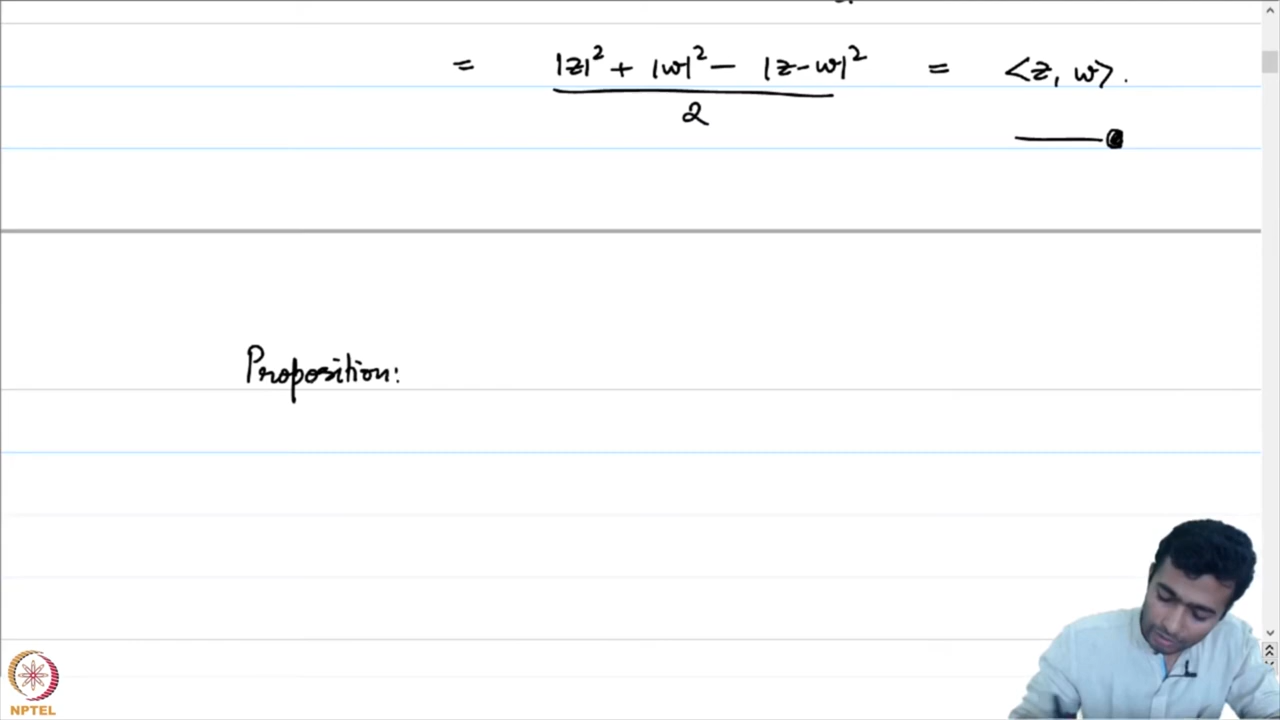 = |z|² + |w|² − |z−w|² / 2 = <z, w>.
Proposition:
NPTEL